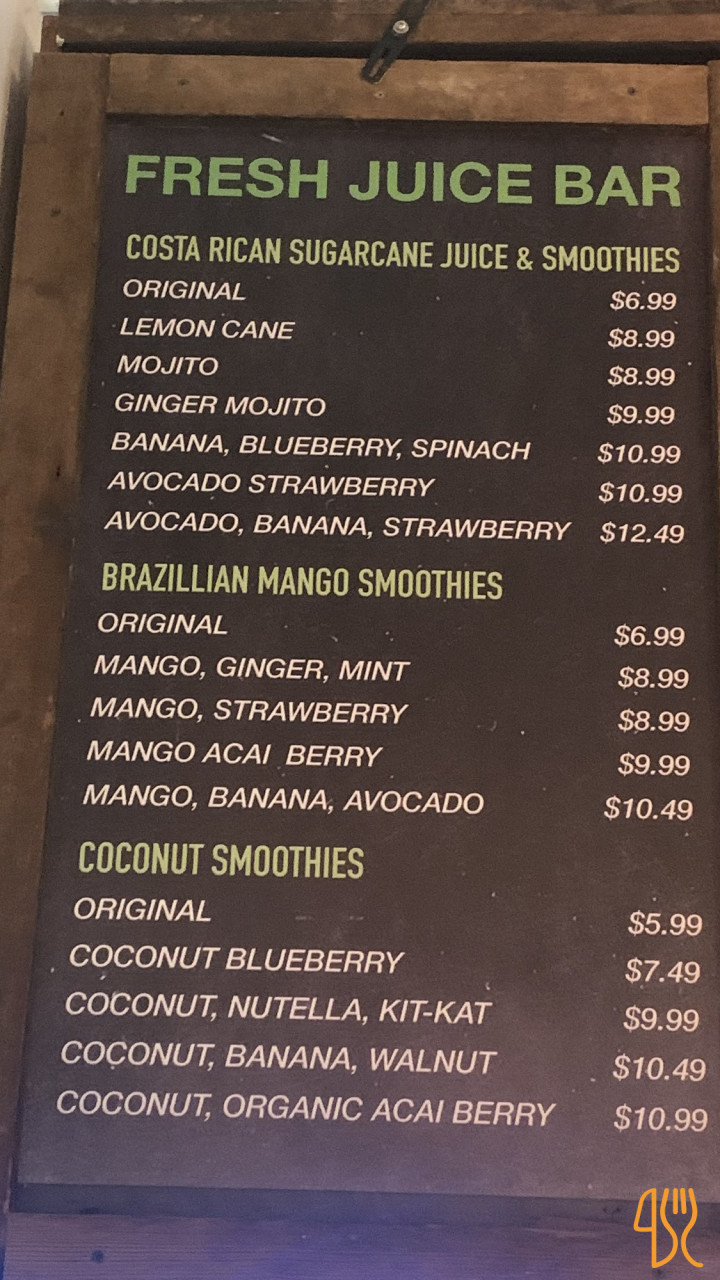 FRESH JUICE BAR
COSTA RICAN SUGARCANE JUICE & SMOOTHIES
ORIGINAL $6.99
LEMON CANE $8.99
MOJITO $8.99
GINGER MOJITO $9.99
BANANA, BLUEBERRY, SPINACH $10.99
AVOCADO STRAWBERRY $10.99
AVOCADO, BANANA, STRAWBERRY $12.49
BRAZILLIAN MANGO SMOOTHIES
ORIGINAL $6.99
MANGO, GINGER, MINT $8.99
MANGO, STRAWBERRY $8.99
MANGO ACAI BERRY $9.99
MANGO, BANANA, AVOCADO $10.49
COCONUT SMOOTHIES
ORIGINAL $5.99
COCONUT BLUEBERRY $7.49
COCONUT, NUTELLA, KIT-KAT $9.99
COCONUT, BANANA, WALNUT $10.49
COCONUT, ORGANIC ACAI BERRY $10.99